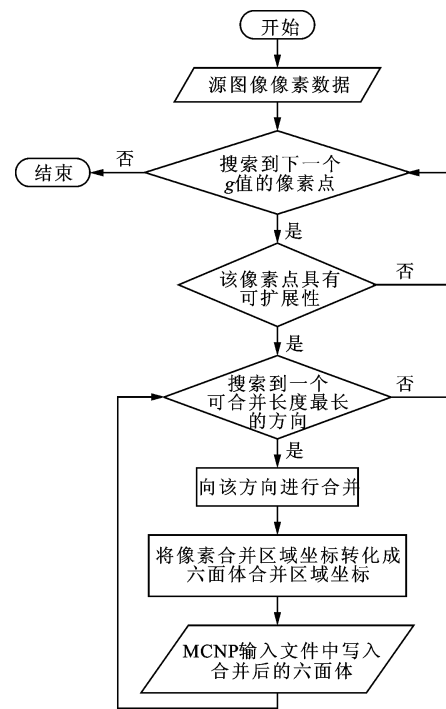 开始
源图像像素数据
否
结束
搜索到下一个
g值的像素点
是
该像素点具有
可扩展性
否
是
搜索到一个
可合并长度最长
的方向
否
是
向该方向进行合并
将像素合并区域坐标转化成
六面体合并区域坐标
MCNP输入文件中写入
合并后的六面体